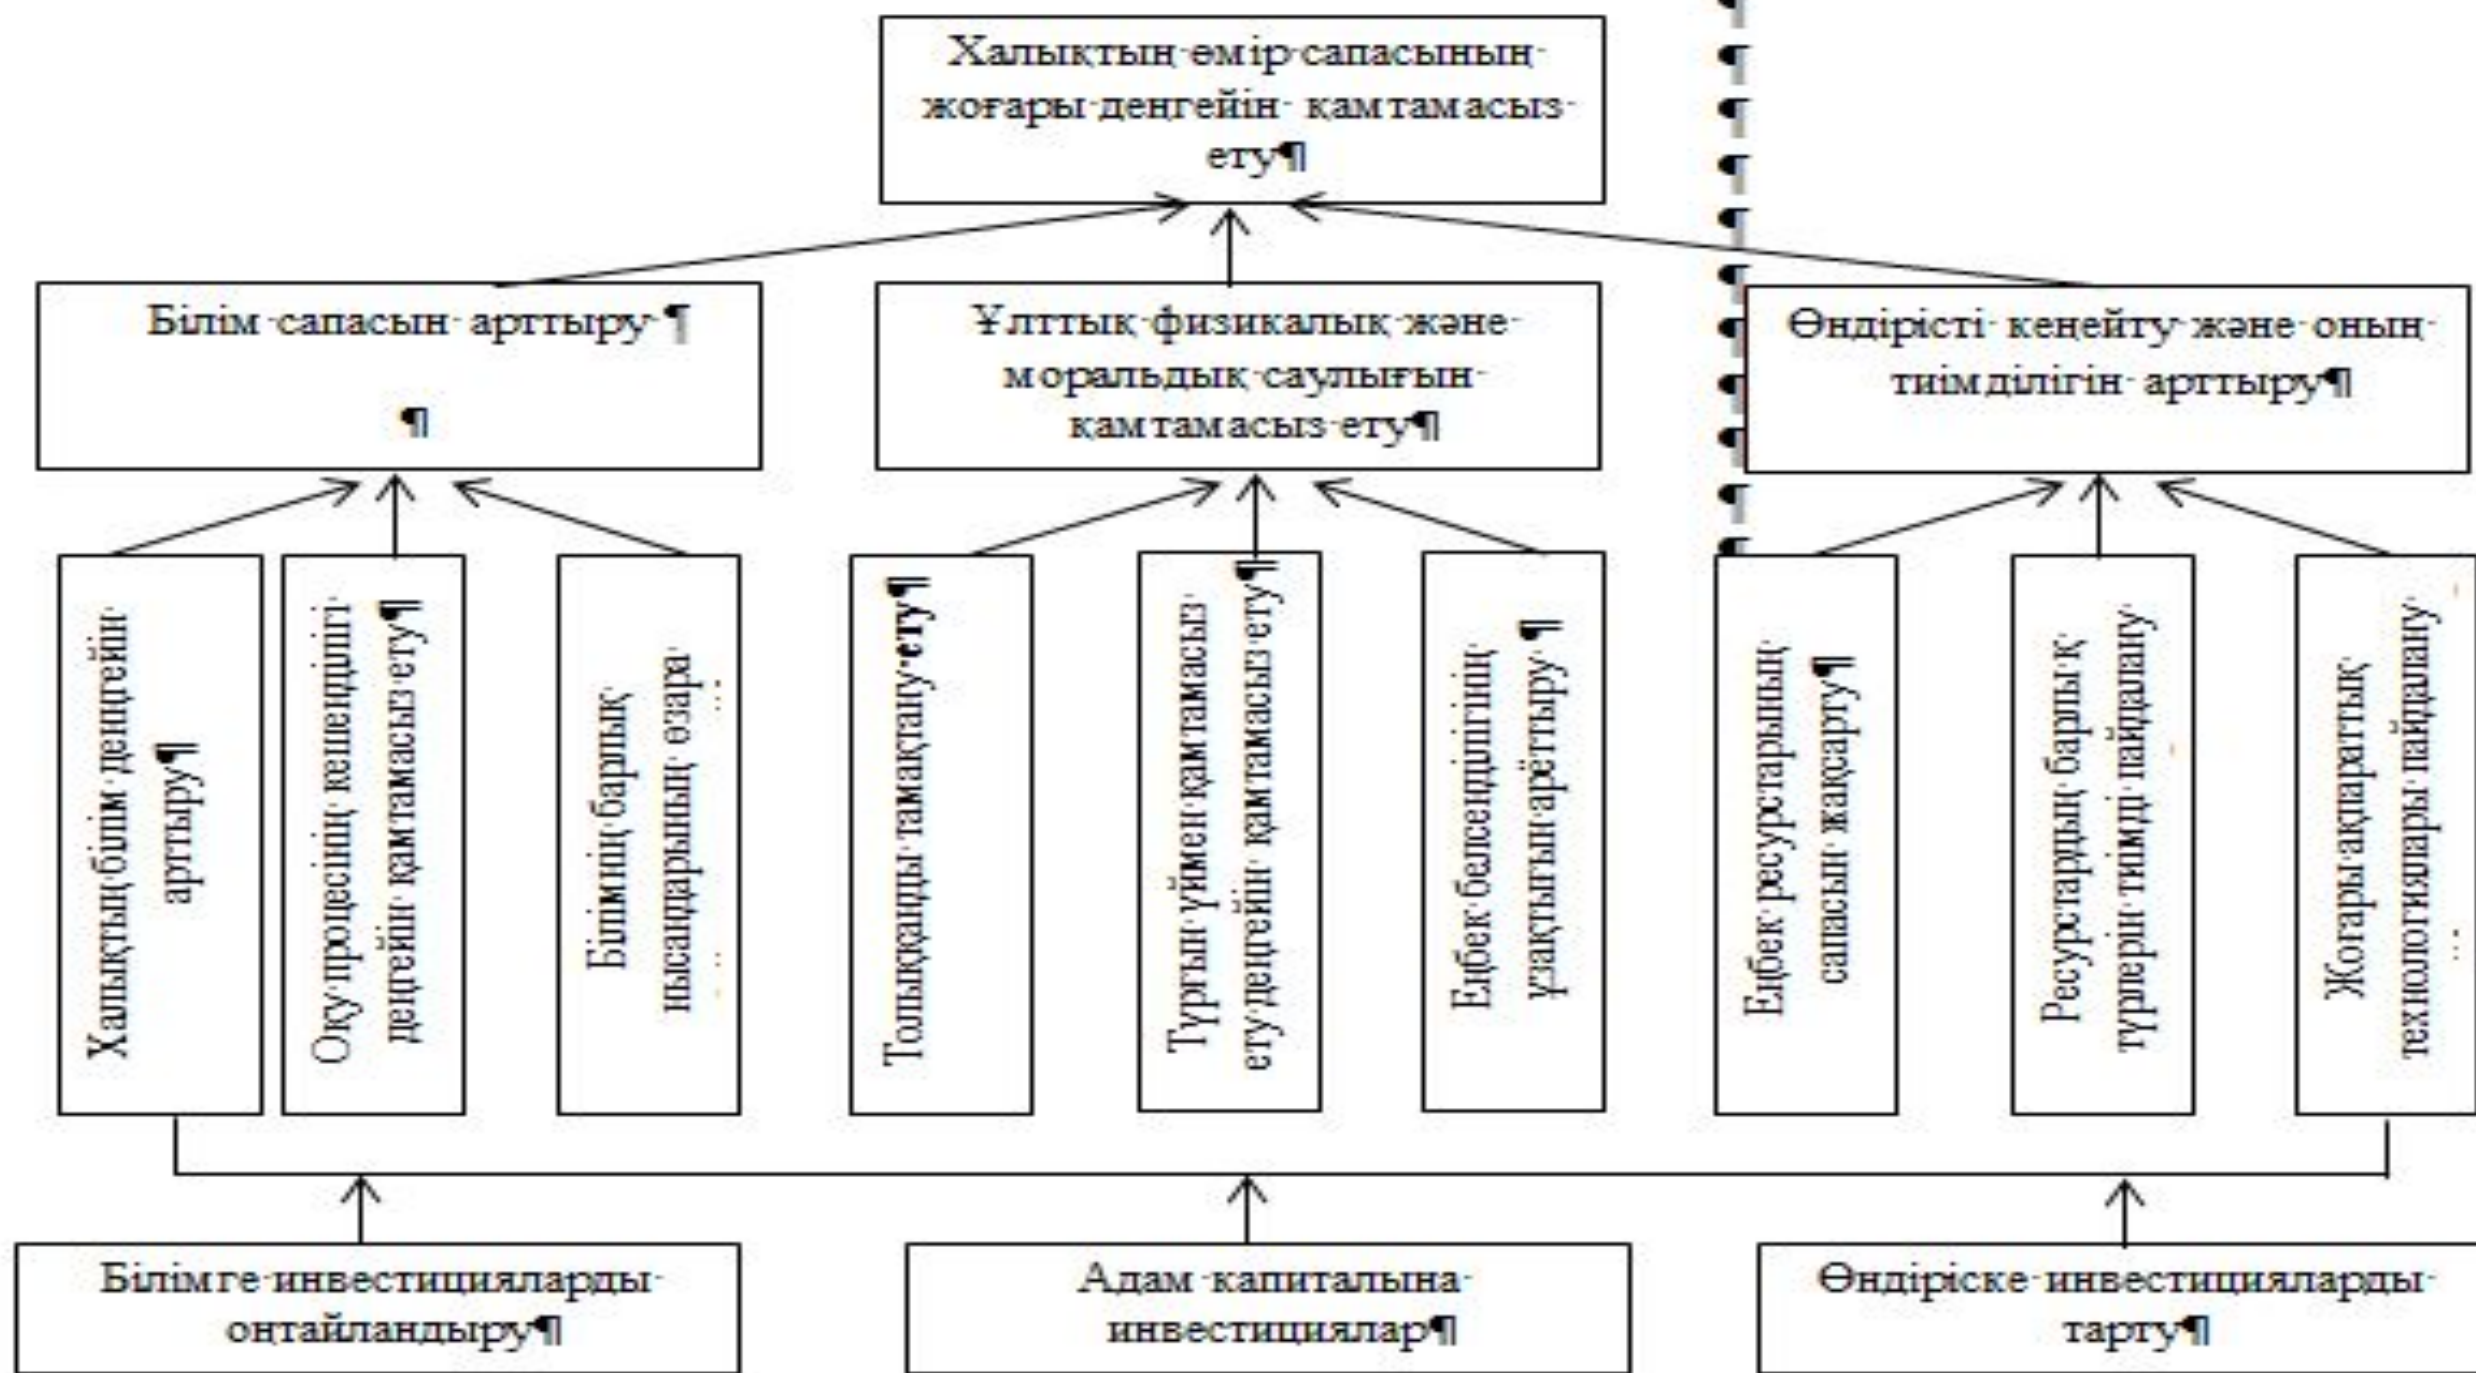 Халықтың өмір сапасының
жоғары деңгейін қамтамасыз
ету¶
Білім сапасын арттыру ¶
¶
Ұлттық физикалық және
моральдық саулығын
қамтамасыз ету¶
Өндірісті кеңейту және оның
тиімділігін арттыру¶
Халықтың білім деңңгейін
арттыру¶
Оқу процесінің кешенділігі
деңгейін қамтамасыз ету¶
Білімнің барлық
нысандарының өзара
Толыққанды тамақтану ету¶
Тұрғын үймен қамтамасыз
ету деңгейін қамтамасыз ету¶
Еңбек белсенділігінің
ұзақтығын арёттыру ¶
Еңбек ресурстарының
сапасын жақсарту¶
Ресурстардың барлық
түрлерін тиімді пайдалану
Жоғары ақпараттық
технологиялары пайдалану
Білімге инвестицияларды
оңтайландыру¶
Адам капиталына
инвестициялар¶
Өндіріске инвестицияларды
тарту¶